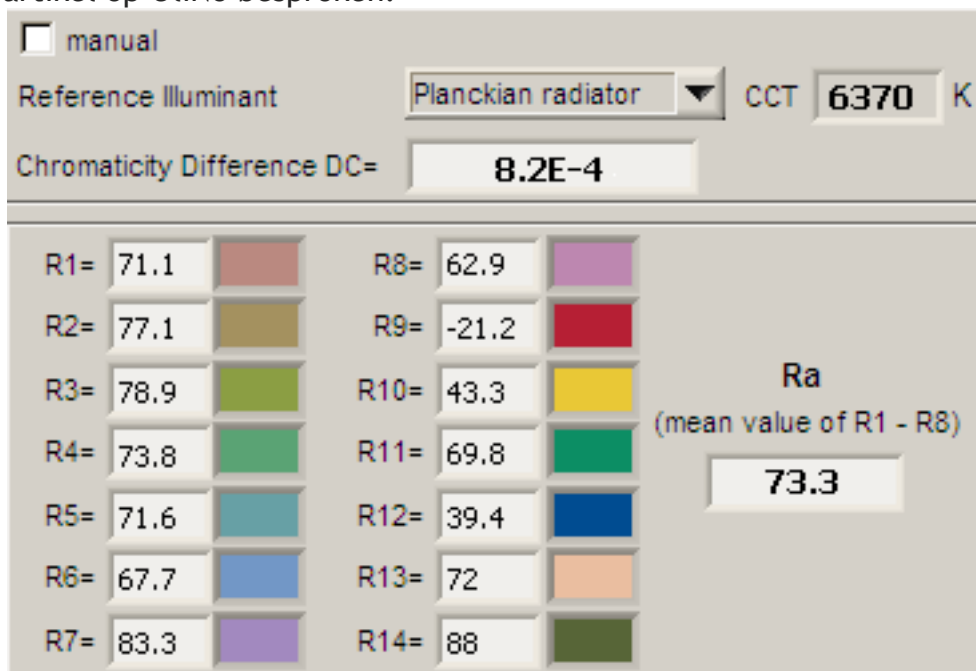 manual
Reference Illuminant Planckian radiator CCT 6370 K
Chromaticity Difference DC= 8.2E-4
R1= 71.1 R8= 62.9
R2= 77.1 R9= -21.2
R3= 78.9 R10= 43.3
R4= 73.8 R11= 69.8
R5= 71.6 R12= 39.4
R6= 67.7 R13= 72
R7= 83.3 R14= 88
Ra
(mean value of R1 - R8)
73.3